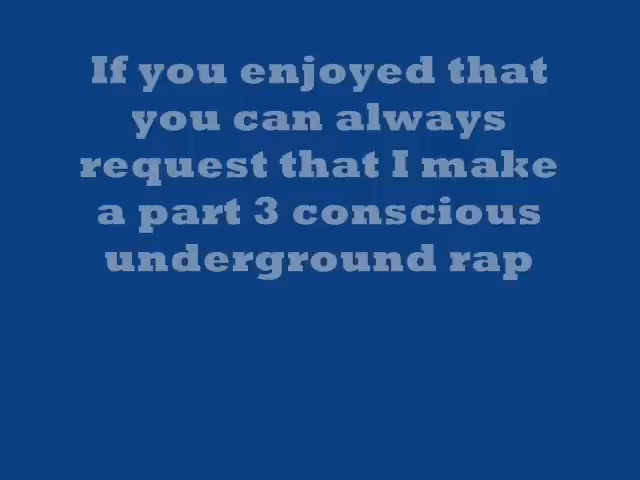 If you enjoyed that
you can always
request that I make
a part 3 conscious
underground rap